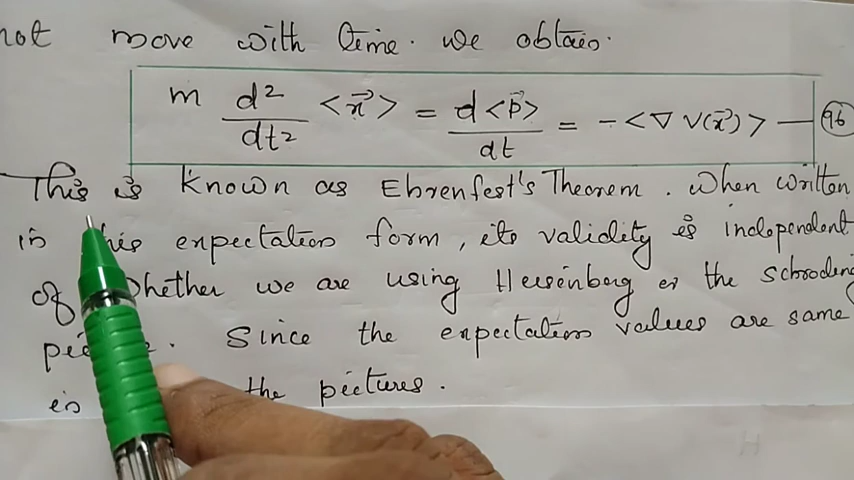 not move with time. we obtain.
m d²/dt² <x⃗> = d<p⃗>/dt = -<∇ V(x⃗)> — 96
This is known as Ehrenfest's Theorem. When written
in this expectation form, its validity is independent
of whether we are using Heisenberg or the Schroding
Since the expectation values are same
in the pictures.